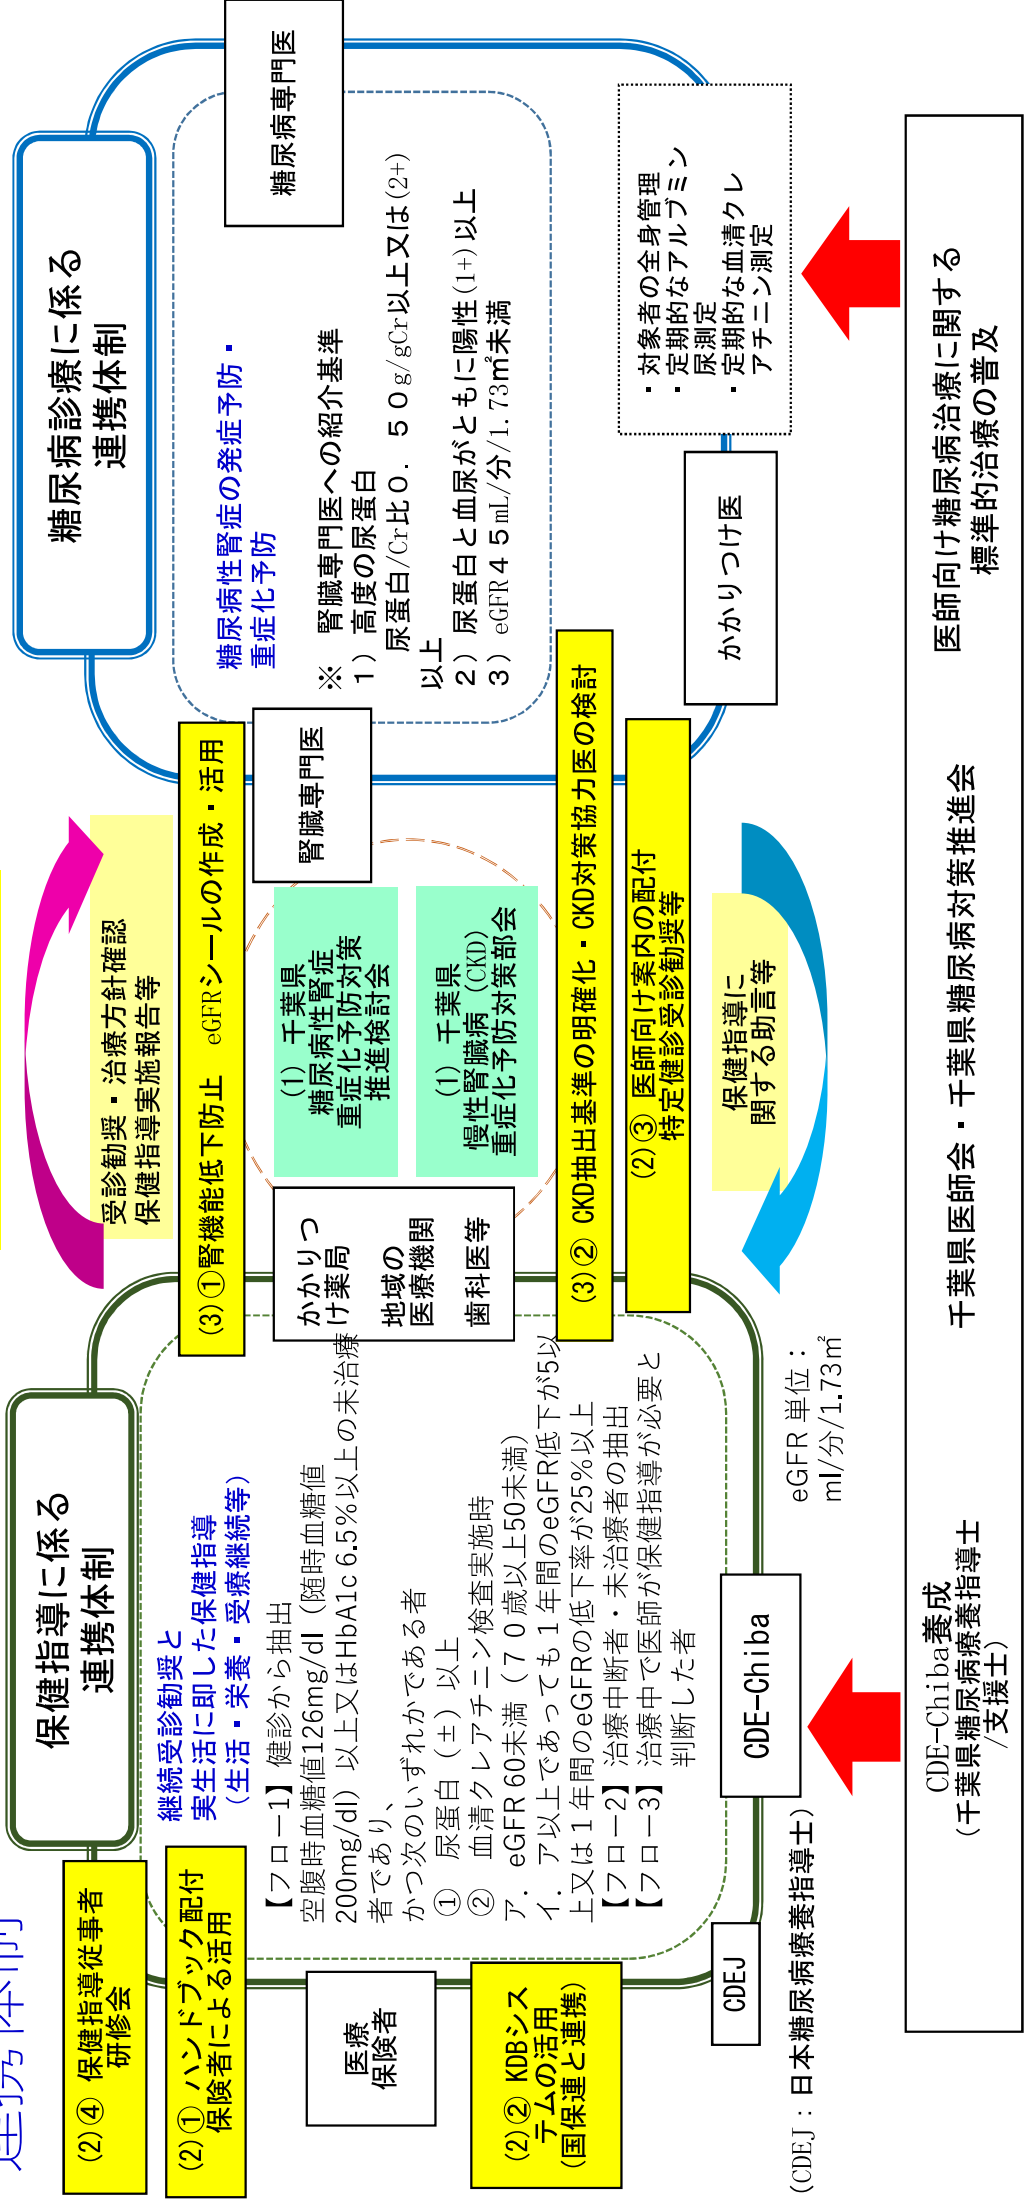 連携体制
保健指導に係る
連携体制
(2)④ 保健指導従事者
研修会
(2)① ハンドブック配付
保険者による活用
医療
保険者
(2)② KDBシス
テムの活用
(国保連と連携)
CDEJ
(CDEJ：日本糖尿病療養指導士)
継続受診勧奨と
実生活に即した保健指導
(生活・栄養・受療継続等)
【フロー1】健診から抽出
空腹時血糖値126mg/dl（随時血糖値
200mg/dl）以上又はHbA1c 6.5%以上の未治療
者であり、
かつ次のいずれかである者
① 尿蛋白（±）以上
② 血清クレアチニン検査実施時
ア．eGFR 60未満（７０歳以上50未満）
イ．ア以上であっても１年間のeGFR低下が5以
上又は１年間のeGFRの低下率が25%以上
【フロー2】治療中断者・未治療者の抽出
【フロー3】治療中で医師が保健指導が必要と
判断した者
CDE-Chiba
eGFR 単位：
ml/分/1.73㎡
受診勧奨・治療方針確認
保健指導実施報告等
(3)①腎機能低下防止 eGFRシールの作成・活用
かかりつ
け薬局
地域の
医療機関
歯科医等
(1) 千葉県
糖尿病性腎症
重症化予防対策
推進検討会
(1) 千葉県
慢性腎臓病（CKD）
重症化予防対策部会
腎臓専門医
(3)② CKD抽出基準の明確化・CKD対策協力医の検討
(2)③ 医師向け案内の配付
特定健診受診勧奨等
保健指導に
関する助言等
糖尿病診療に係る
連携体制
糖尿病専門医
糖尿病性腎症の発症予防・
重症化予防
※ 腎臓専門医への紹介基準
１）高度の尿蛋白
尿蛋白/Cr比０．５０g/gCr以上又は(2+)
以上
２）尿蛋白と血尿がともに陽性(1+)以上
３）eGFR４５mL/分/1.73㎡未満
かかりつけ医
・対象者の全身管理
・定期的なアルブミン
尿測定
・定期的な血清クレ
アチニン測定
CDE-Chiba養成
(千葉県糖尿病療養指導士
/支援士)
千葉県医師会・千葉県糖尿病対策推進会
医師向け糖尿病治療に関する
標準的治療の普及